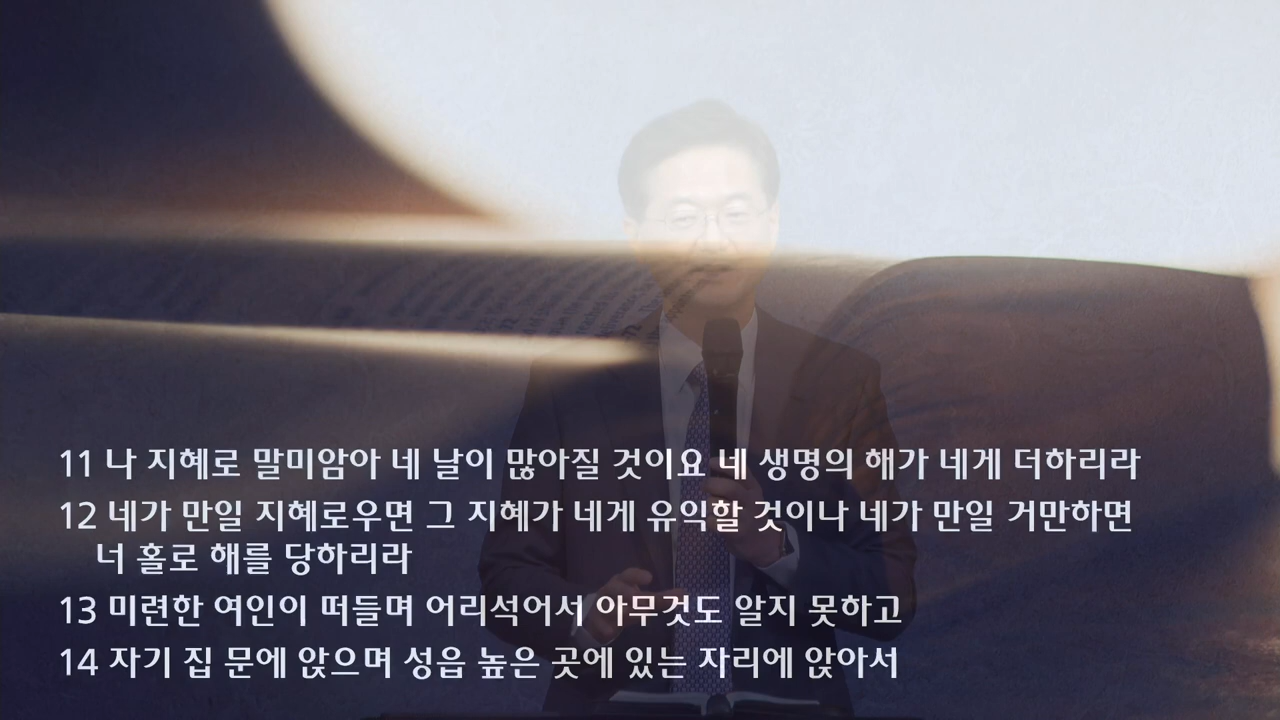 11 나 지혜로 말미암아 네 날이 많아질 것이요 네 생명의 해가 네게 더하리라
12 네가 만일 지혜로우면 그 지혜가 네게 유익할 것이나 네가 만일 거만하면
너 홀로 해를 당하리라
13 미련한 여인이 떠들며 어리석어서 아무것도 알지 못하고
14 자기 집 문에 앉으며 성읍 높은 곳에 있는 자리에 앉아서